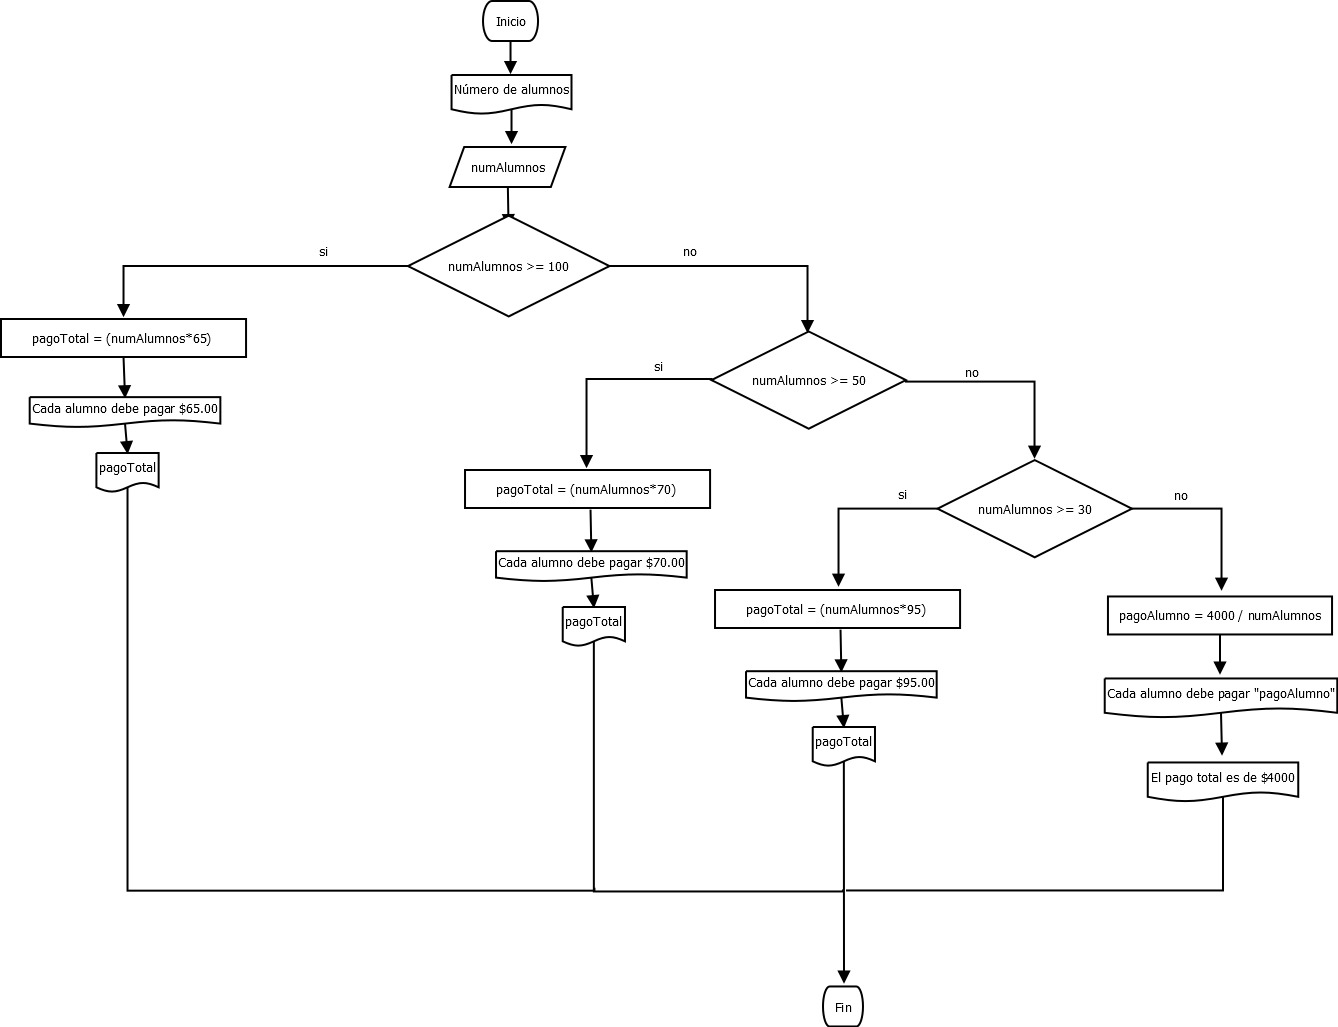 Inicio
Número de alumnos
numAlumnos
numAlumnos >= 100
si
no
pagoTotal = (numAlumnos*65)
Cada alumno debe pagar $65.00
pagoTotal
numAlumnos >= 50
si
no
pagoTotal = (numAlumnos*70)
Cada alumno debe pagar $70.00
pagoTotal
numAlumnos >= 30
si
no
pagoTotal = (numAlumnos*95)
Cada alumno debe pagar $95.00
pagoTotal
pagoAlumno = 4000 / numAlumnos
Cada alumno debe pagar "pagoAlumno"
El pago total es de $4000
Fin